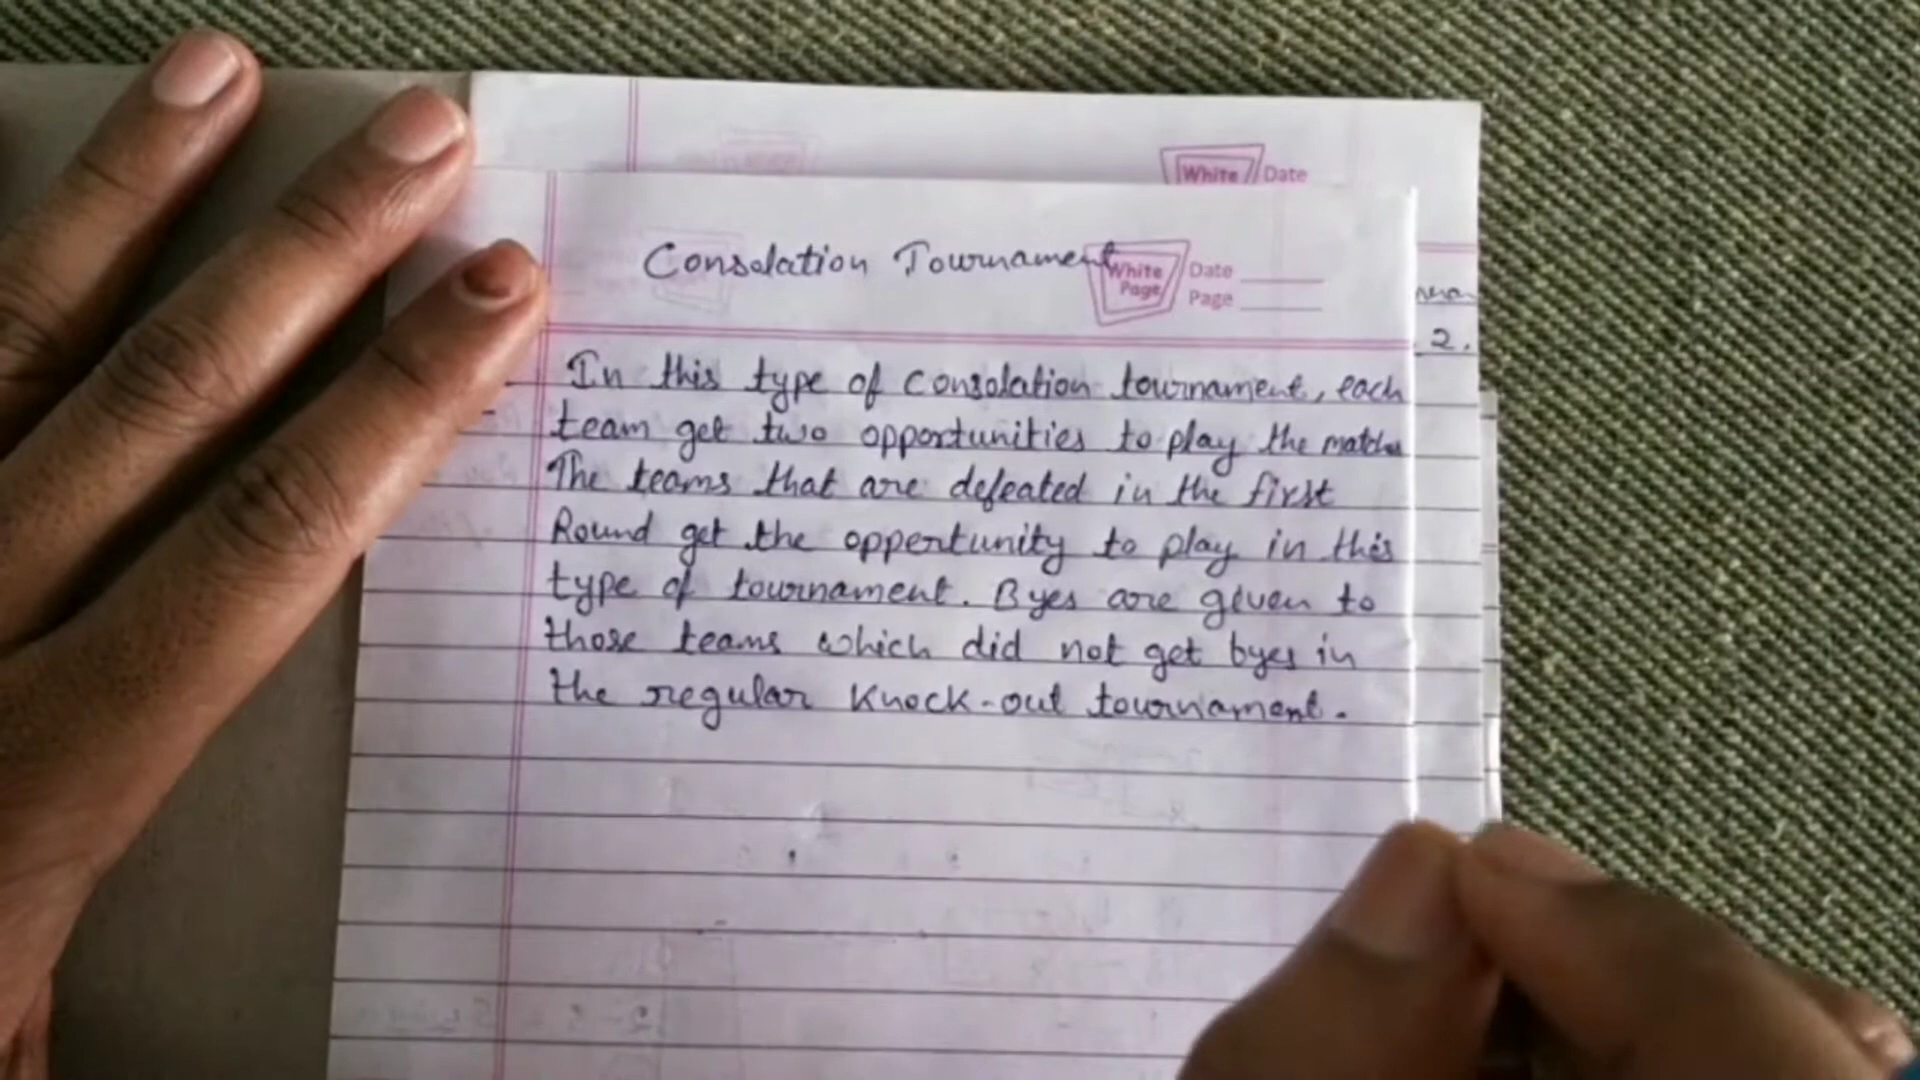 White Date
Consolation Tournament
White Page Date
Page
2.
In this type of Consolation tournament, each
team get two opportunities to play the matches
The teams that are defeated in the first
Round get the oppertunity to play in this
type of tournament. Byes are given to
those teams which did not get byes in
the regular Knock-out tournament.